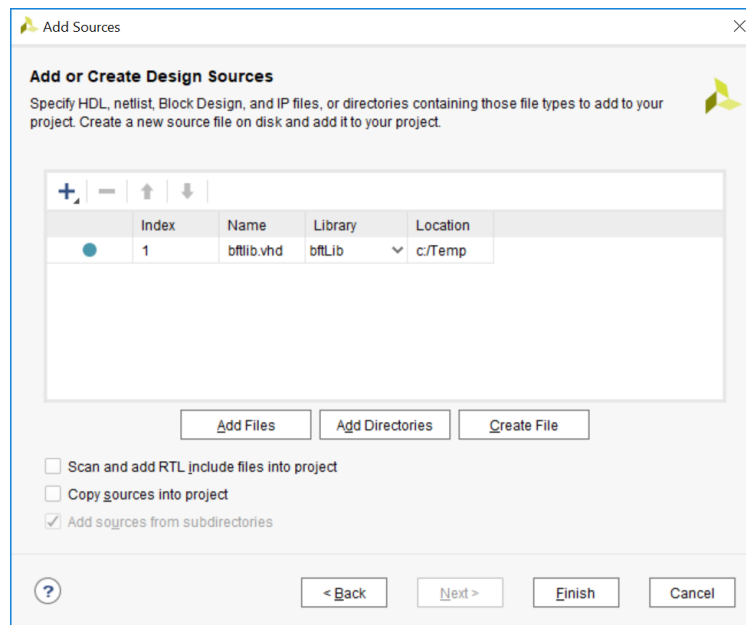 Add Sources
Add or Create Design Sources
Specify HDL, netlist, Block Design, and IP files, or directories containing those file types to add to your
project. Create a new source file on disk and add it to your project.
Index Name Library Location
1 bftlib.vhd bftLib c:/Temp
Add Files Add Directories Create File
Scan and add RTL include files into project
Copy sources into project
Add sources from subdirectories
? < Back Next > Finish Cancel